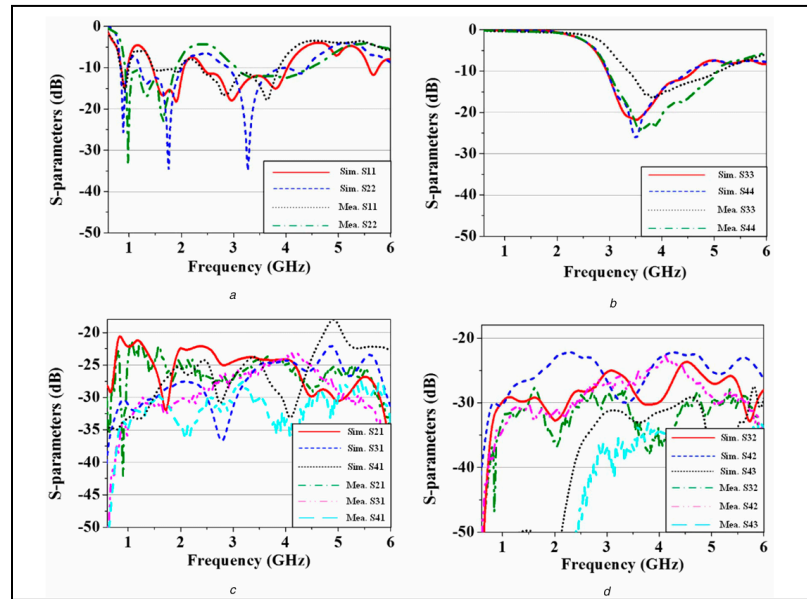 0
-10
-20
-30
-40
-50
S-parameters (dB)
Sim. S11
Sim. S22
Mea. S11
Mea. S22
1 2 3 4 5 6
Frequency (GHz)
a
0
-10
-20
-30
-40
-50
S-parameters (dB)
Sim. S33
Sim. S44
Mea. S33
Mea. S44
1 2 3 4 5 6
Frequency (GHz)
b
-20
-25
-30
-35
-40
-45
-50
S-parameters (dB)
Sim. S21
Sim. S31
Sim. S41
Mea. S21
Mea. S31
Mea. S41
1 2 3 4 5 6
Frequency (GHz)
c
-20
-30
-40
-50
S-parameters (dB)
Sim. S32
Sim. S42
Sim. S43
Mea. S32
Mea. S42
Mea. S43
1 2 3 4 5 6
Frequency (GHz)
d